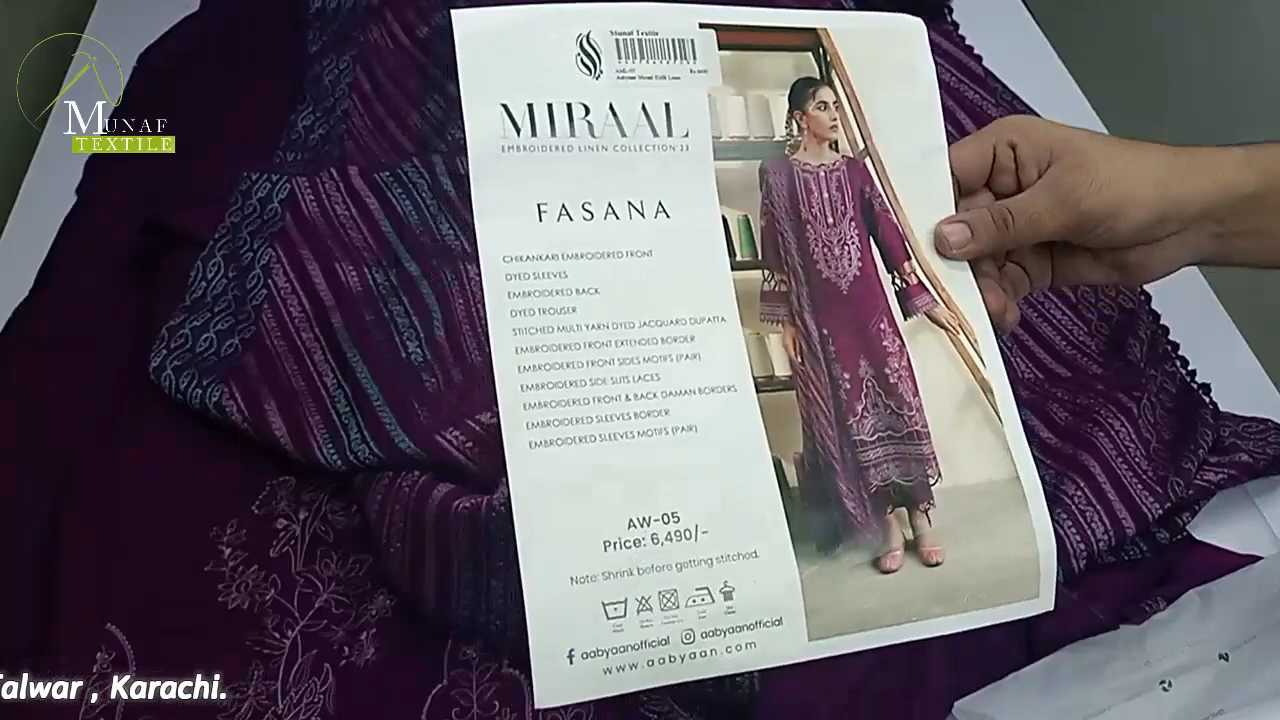 MUNAF
TEXTILE
Munaf Textile
MIRAAL
EMBROIDERED LINEN COLLECTION'23
FASANA
CHIKANKARI EMBROIDERED FRONT
DYED SLEEVES
EMBROIDERED BACK
DYED TROUSER
STITCHED MULTI YARN DYED JACQUARD DUPATTA
EMBROIDERED FRONT EXTENDED BORDER
EMBROIDERED FRONT SIDES MOTIFS (PAIR)
EMBROIDERED SIDE SLITS LACES
EMBROIDERED FRONT & BACK DAMAN BORDERS
EMBROIDERED SLEEVES BORDER
EMBROIDERED SLEEVES MOTIFS (PAIR)
AW-05
Price: 6,490/-
Note: Shrink before getting stitched.
aabyaanofficial aabyaanofficial
www.aabyaan.com
Talwar , Karachi.